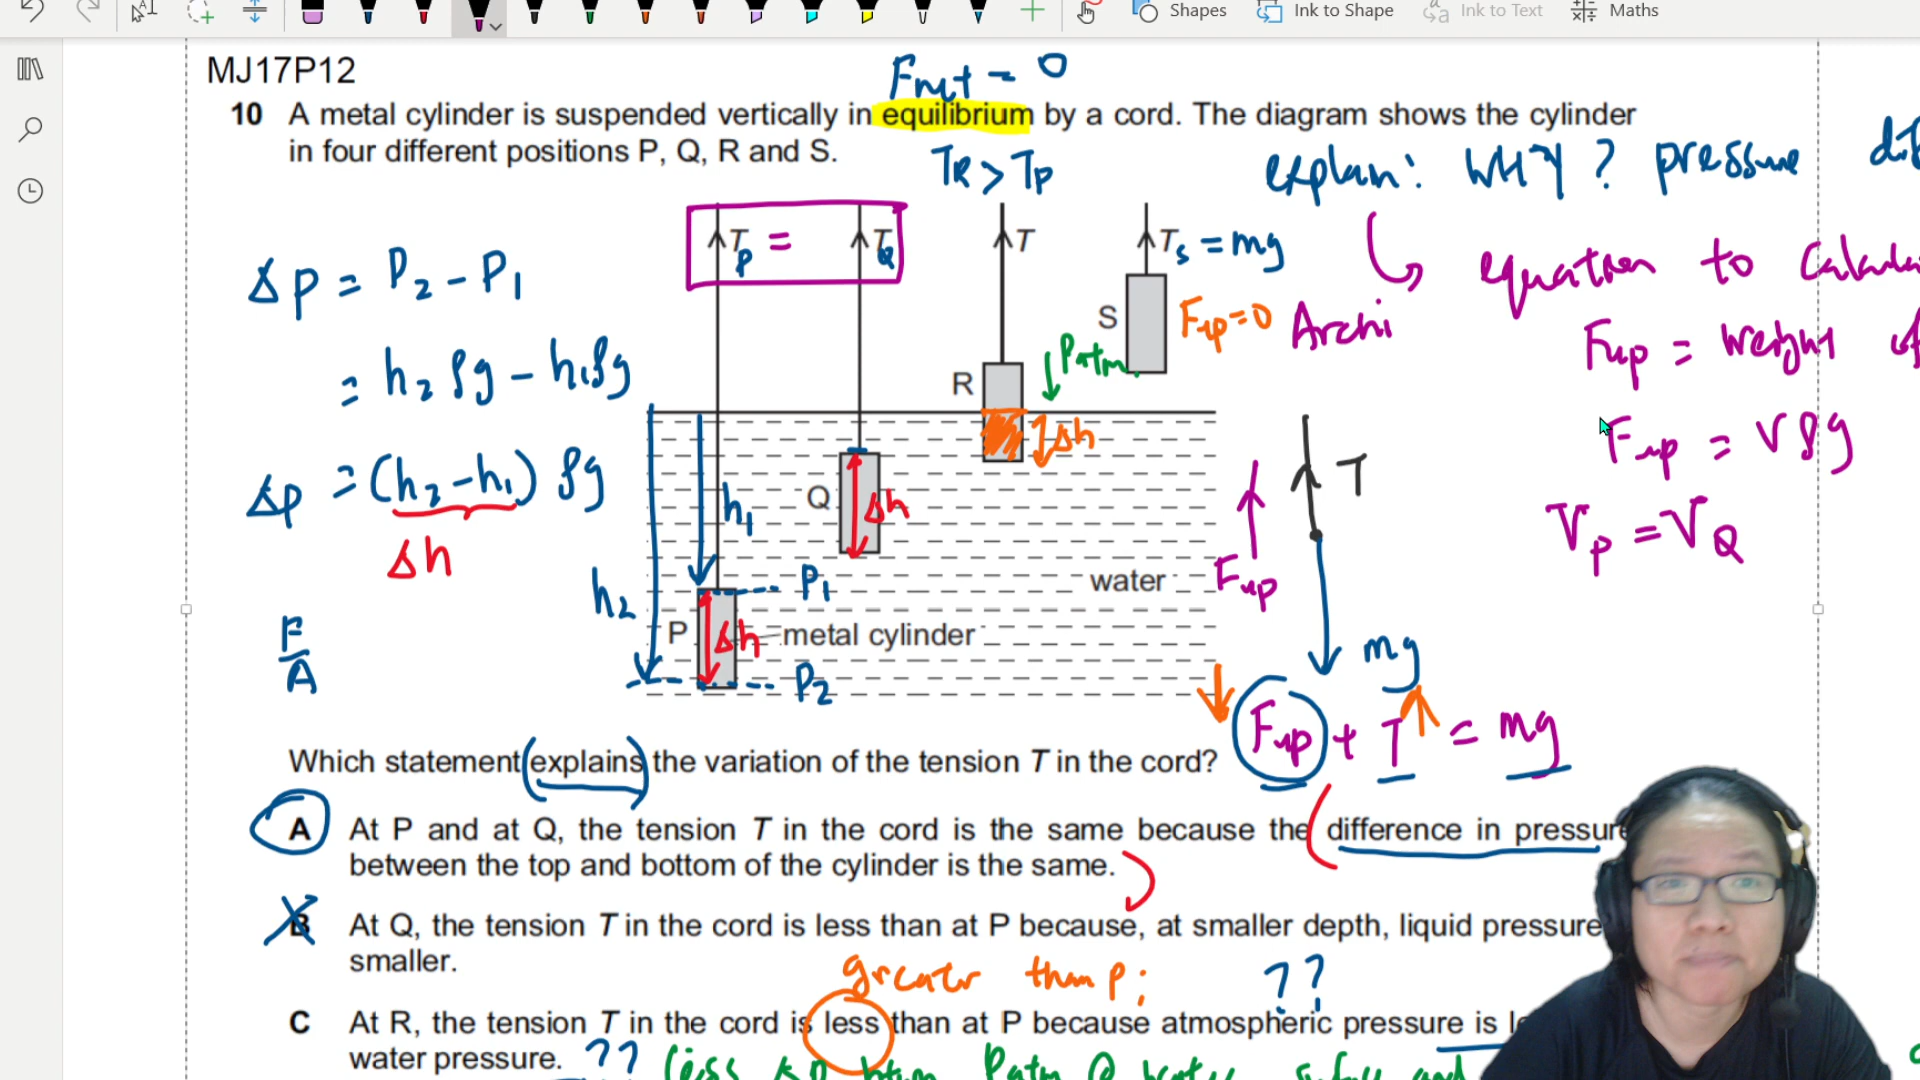 Shapes Ink to Shape Ink to Text Maths
MJ17P12
Fnet = 0
10 A metal cylinder is suspended vertically in equilibrium by a cord. The diagram shows the cylinder
in four different positions P, Q, R and S.
TR > TP
explain: WHY? pressure
Tp = TQ
T
Ts = mg
equation to
Δp = P2 - P1
S
Fup=0
Archi
Fup = weight of
Patm
R
= h2 ρg - h1 ρg
Δh
T
Fup = Vρg
Δp = (h2 - h1) ρg
Δh
Q
Δh
h1
Vp = VQ
h2
P1
water
Fup
F/A
P
Δh
metal cylinder
mg
P2
Fup + T = mg
Which statement explains the variation of the tension T in the cord?
A At P and at Q, the tension T in the cord is the same because the difference in pressure
between the top and bottom of the cylinder is the same.
B At Q, the tension T in the cord is less than at P because, at smaller depth, liquid pressure
smaller.
greater than P;
??
C At R, the tension T in the cord is less than at P because atmospheric pressure is
water pressure.
??